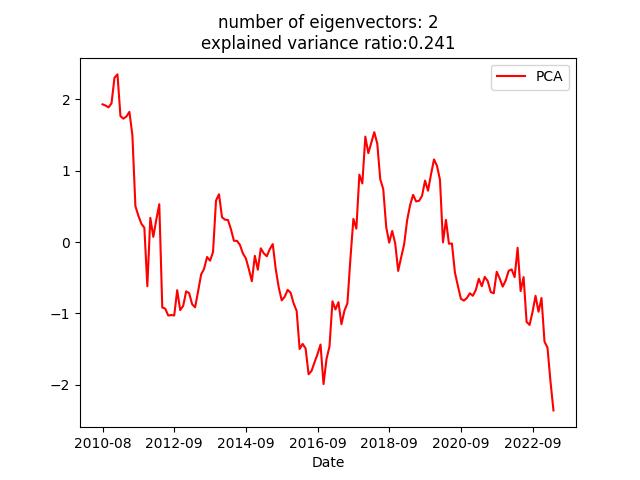 number of eigenvectors: 2
explained variance ratio:0.241
PCA
2
1
0
−1
−2
2010-08 2012-09 2014-09 2016-09 2018-09 2020-09 2022-09
Date